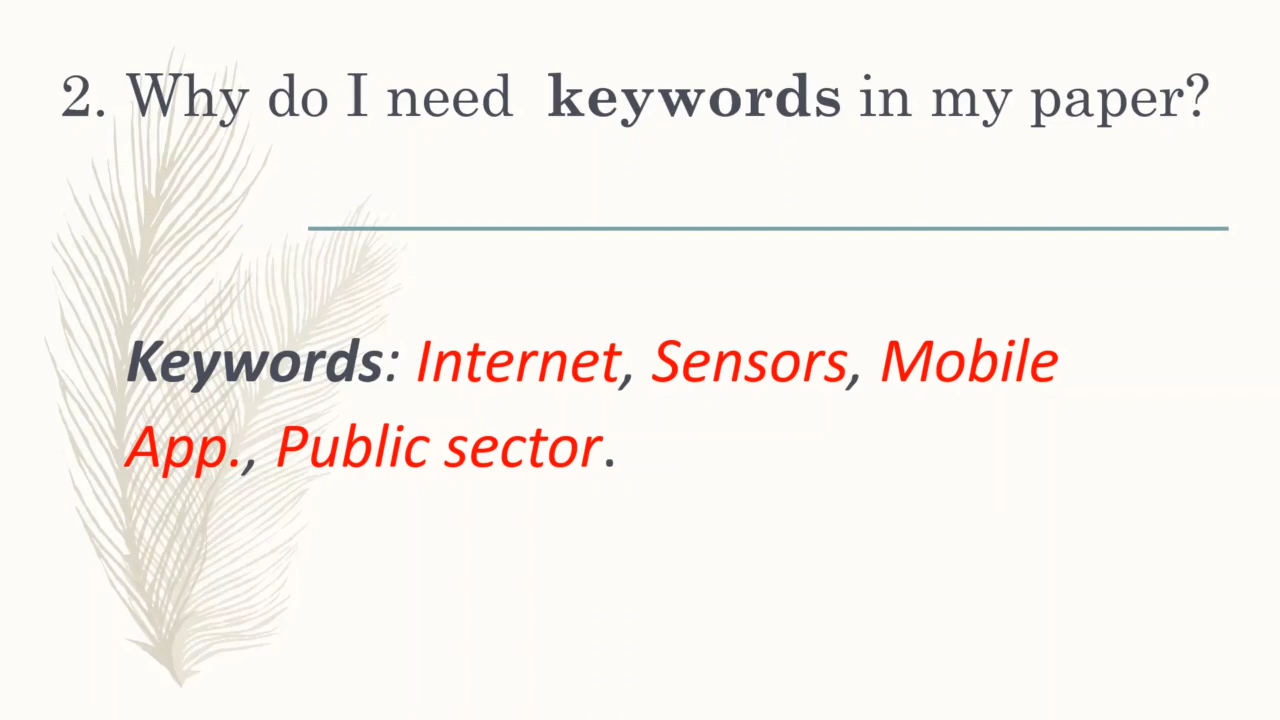 2. Why do I need keywords in my paper?
Keywords: Internet, Sensors, Mobile
App., Public sector.